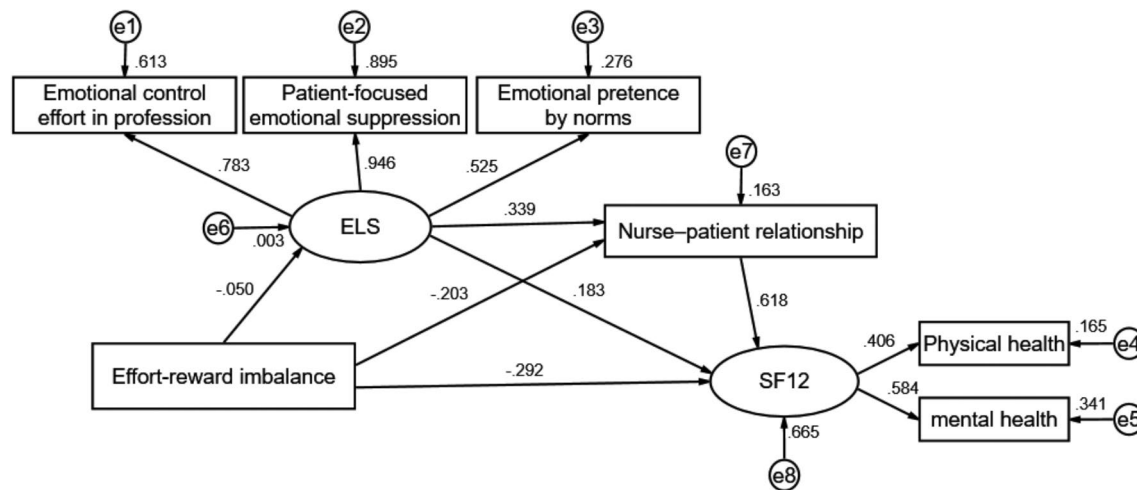 e1
e2
e3
.613
.895
.276
Emotional control
effort in profession
Patient-focused
emotional suppression
Emotional pretence
by norms
e7
.783
.946
.525
.163
e6
.003
ELS
.339
Nurse–patient relationship
-.050
-.203
.183
.618
Effort-reward imbalance
-.292
SF12
.406
Physical health
.165
e4
.584
mental health
.341
e5
.665
e8